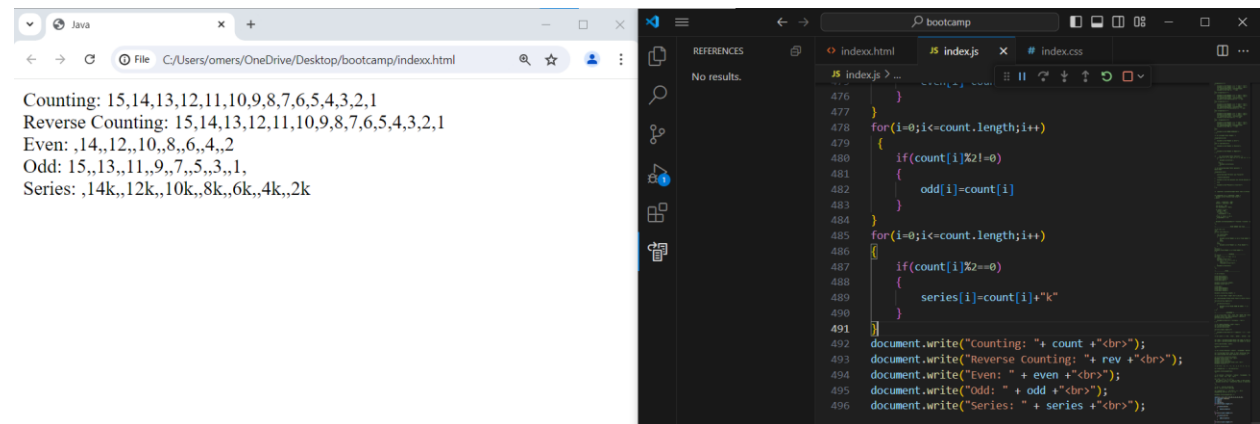 Java
File C:/Users/omers/OneDrive/Desktop/bootcamp/indexx.html
Counting: 15,14,13,12,11,10,9,8,7,6,5,4,3,2,1
Reverse Counting: 15,14,13,12,11,10,9,8,7,6,5,4,3,2,1
Even: ,14,,12,,10,,8,,6,,4,,2
Odd: 15,,13,,11,,9,,7,,5,,3,,1,
Series: ,14k,,12k,,10k,,8k,,6k,,4k,,2k
bootcamp
REFERENCES
No results.
indexx.html JS index.js # index.css
JS index.js > ...
476 }
477 }
478 for(i=0;i<=count.length;i++)
479 {
480 if(count[i]%2!=0)
481 {
482 odd[i]=count[i]
483 }
484 }
485 for(i=0;i<=count.length;i++)
486 {
487 if(count[i]%2==0)
488 {
489 series[i]=count[i]+"k"
490 }
491 }
492 document.write("Counting: "+ count +"<br>");
493 document.write("Reverse Counting: "+ rev +"<br>");
494 document.write("Even: " + even +"<br>");
495 document.write("Odd: " + odd +"<br>");
496 document.write("Series: " + series +"<br>");
1